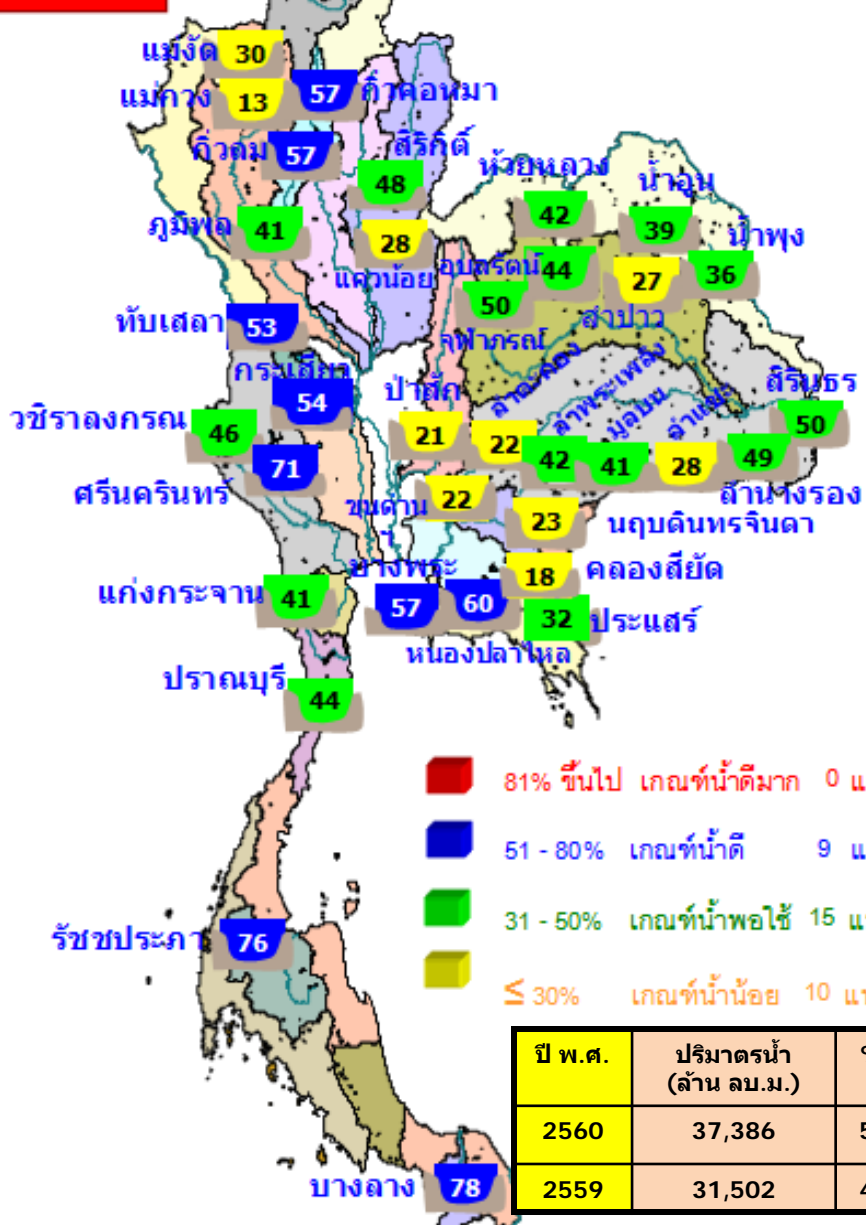 แม่งัด 30
แม่กวง 13 57 กิ่วคอหมา
กิ่วลม 57 สิริกิติ์
48 ห้วยหลวง น้ำอูน
ภูมิพล 41 42 39 น้ำพุง
28 อุบลรัตน์ 44 27 36
แควน้อย 50 ลำปาว
ทับเสลา 53 จุฬาภรณ์
กระเสียว 54 ป่าสัก ลำตะคอง ลำพระเพลิง มูลบน ลำแซะ สิรินธร
วชิราลงกรณ 46 21 22 42 41 28 49 50
ศรีนครินทร์ 71 ลำนางรอง
ขุนด่าน 22 23 นฤบดินทรจินดา
ฯ
บางพระ 18 คลองสียัด
แก่งกระจาน 41 57 60 32 ประแสร์
หนองปลาไหล
ปราณบุรี 44
81% ขึ้นไป เกณฑ์น้ำดีมาก 0 แ
51 - 80% เกณฑ์น้ำดี 9 แ
31 - 50% เกณฑ์น้ำพอใช้ 15 แ
≤ 30% เกณฑ์น้ำน้อย 10 แ
รัชชประภา 76
ปี พ.ศ. ปริมาตรน้ำ
(ล้าน ลบ.ม.)
2560 37,386 5
2559 31,502 4
บางลาง 78